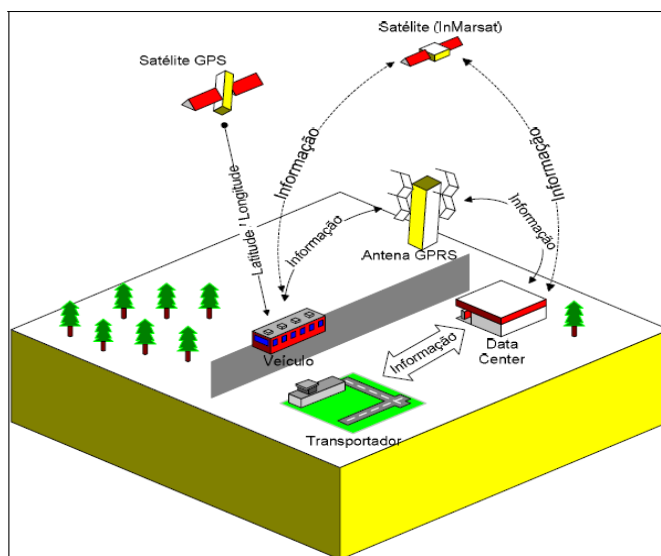 Satélite (InMarsat)
Satélite GPS
Informação
Informação
Latitude / Longitude
Informação
Informação
Antena GPRS
Veículo
Informação
Data
Center
Transportador